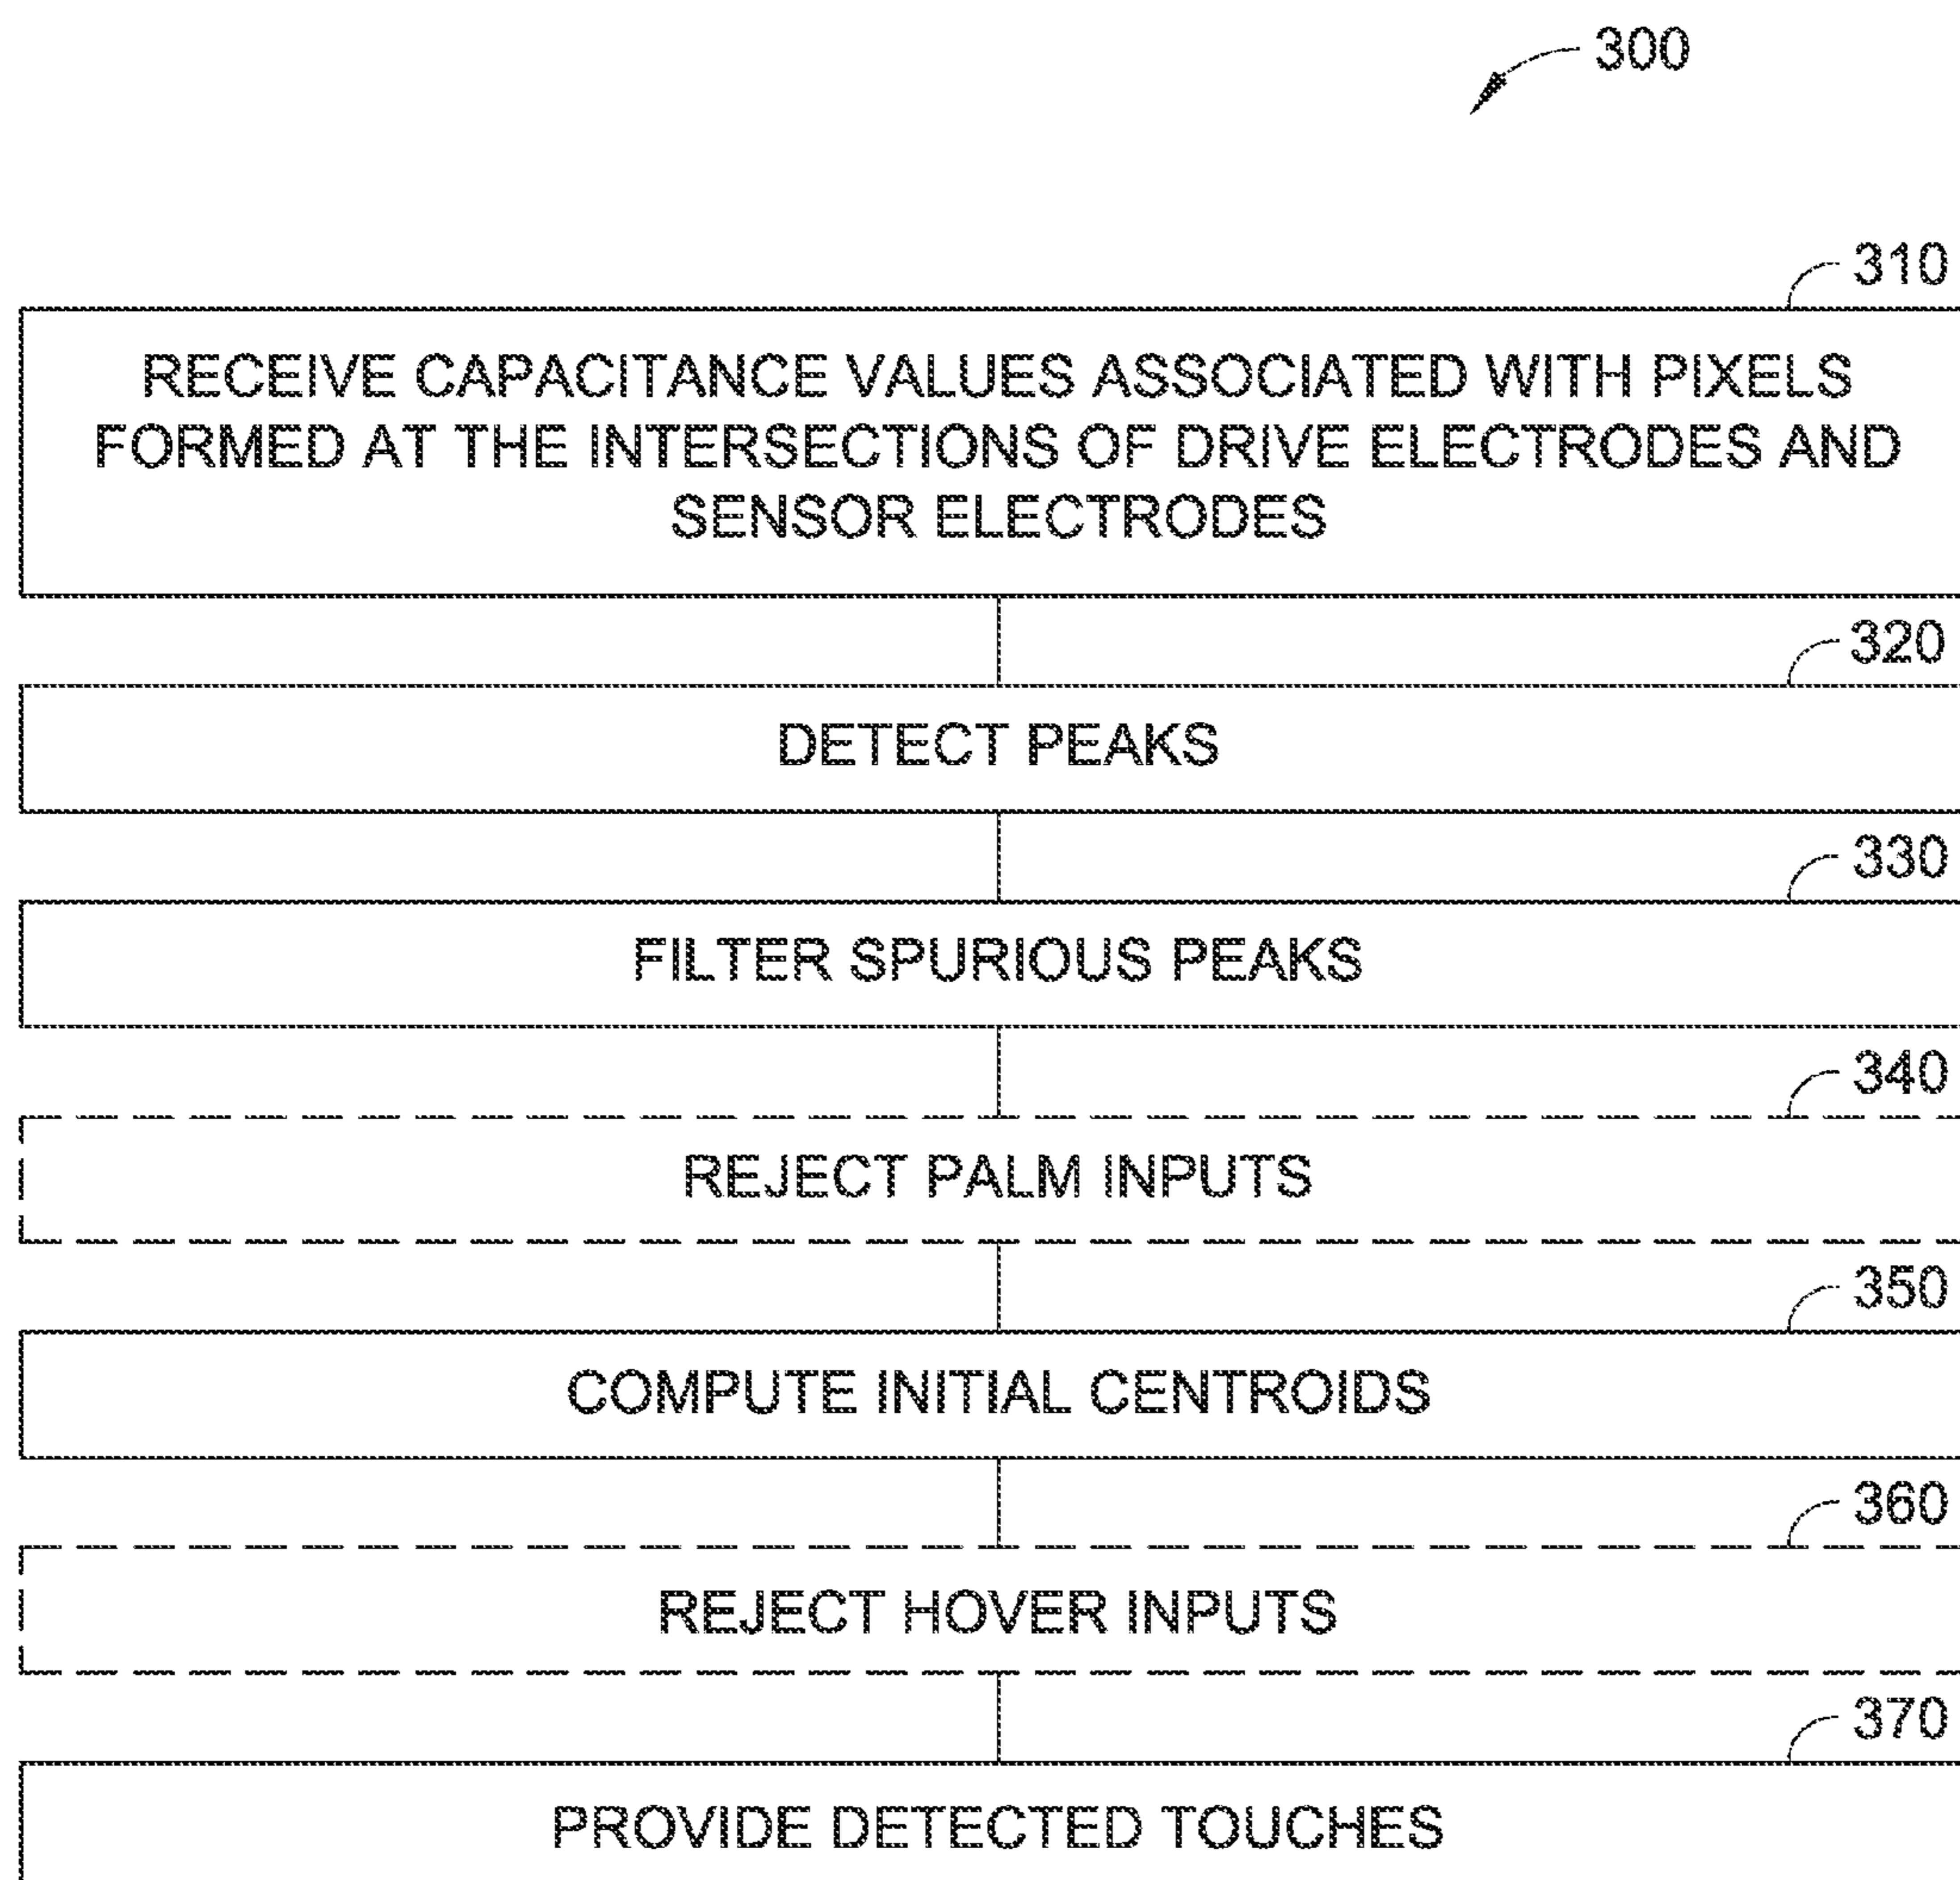 300
310
RECEIVE CAPACITANCE VALUES ASSOCIATED WITH PIXELS
FORMED AT THE INTERSECTIONS OF DRIVE ELECTRODES AND
SENSOR ELECTRODES
320
DETECT PEAKS
330
FILTER SPURIOUS PEAKS
340
REJECT PALM INPUTS
350
COMPUTE INITIAL CENTROIDS
360
REJECT HOVER INPUTS
370
PROVIDE DETECTED TOUCHES